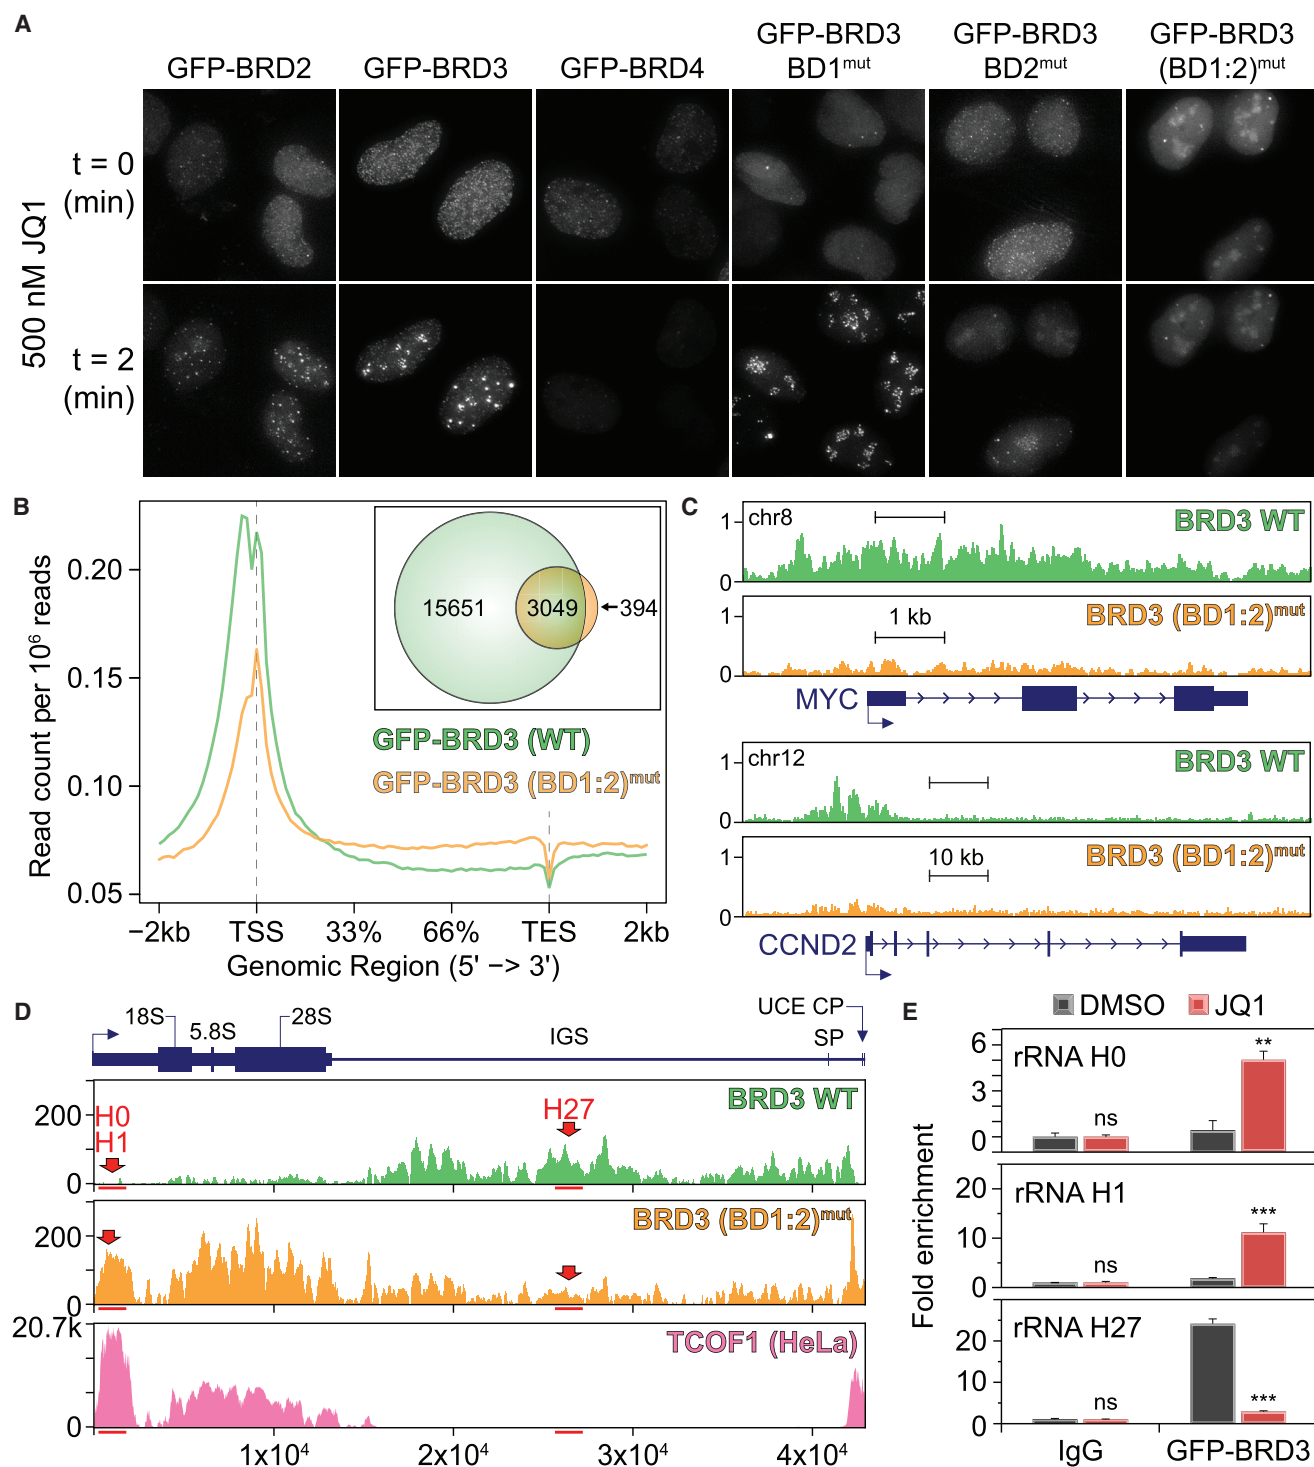 A
GFP-BRD2
GFP-BRD3
GFP-BRD4
GFP-BRD3
BD1mut
GFP-BRD3
BD2mut
GFP-BRD3
(BD1:2)mut
500 nM JQ1
t = 0
(min)
t = 2
(min)
B
Read count per 10⁶ reads
0.20
0.15
0.10
0.05
15651
3049
394
GFP-BRD3 (WT)
GFP-BRD3 (BD1:2)mut
−2kb TSS 33% 66% TES 2kb
Genomic Region (5' −> 3')
C
chr8
BRD3 WT
1
0
1 kb
BRD3 (BD1:2)mut
1
0
MYC
chr12
BRD3 WT
1
0
10 kb
BRD3 (BD1:2)mut
1
0
CCND2
D
18S
5.8S
28S
IGS
UCE CP
SP
BRD3 WT
200
0
H0
H1
H27
BRD3 (BD1:2)mut
200
0
TCOF1 (HeLa)
20.7k
0
1x10⁴ 2x10⁴ 3x10⁴ 4x10⁴
E
DMSO JQ1
Fold enrichment
rRNA H0
6
3
0
ns
**
rRNA H1
20
10
0
ns
***
rRNA H27
20
10
0
ns
***
IgG GFP-BRD3